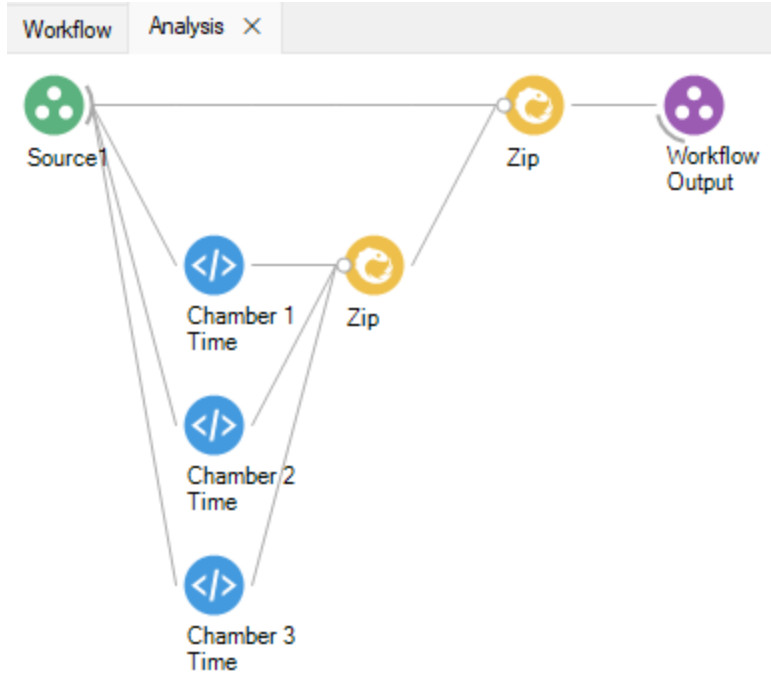 Workflow
Analysis ×
Source1
Zip
Workflow
Output
</>
Chamber 1
Time
Zip
</>
Chamber 2
Time
</>
Chamber 3
Time